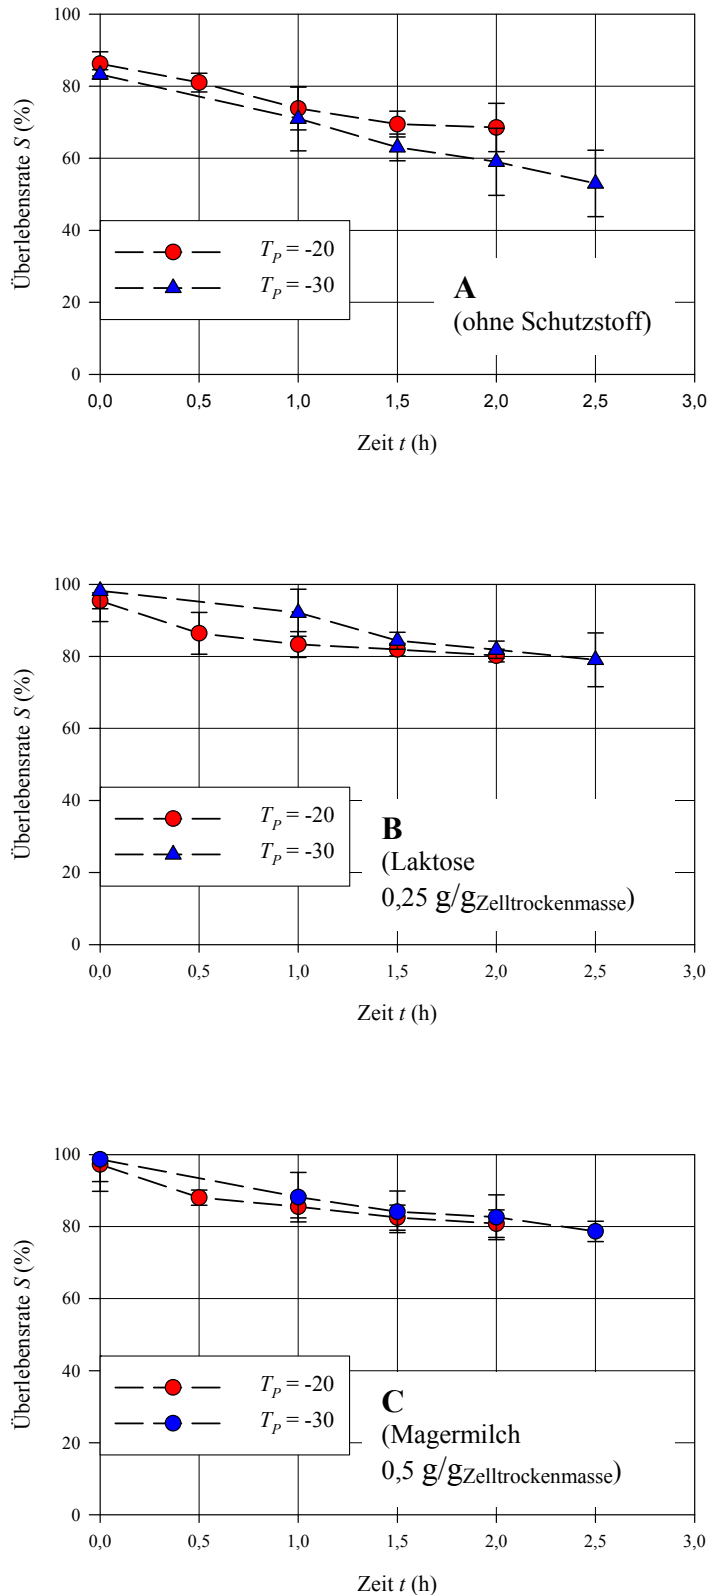 100
80
60
40
20
0
Überlebensrate S (%)
T_P = -20
T_P = -30
A
(ohne Schutzstoff)
0,0 0,5 1,0 1,5 2,0 2,5 3,0
Zeit t (h)
100
80
60
40
20
0
Überlebensrate S (%)
T_P = -20
T_P = -30
B
(Laktose
0,25 g/gZelltrockenmasse)
0,0 0,5 1,0 1,5 2,0 2,5 3,0
Zeit t (h)
100
80
60
40
20
0
Überlebensrate S (%)
T_P = -20
T_P = -30
C
(Magermilch
0,5 g/gZelltrockenmasse)
0,0 0,5 1,0 1,5 2,0 2,5 3,0
Zeit t (h)